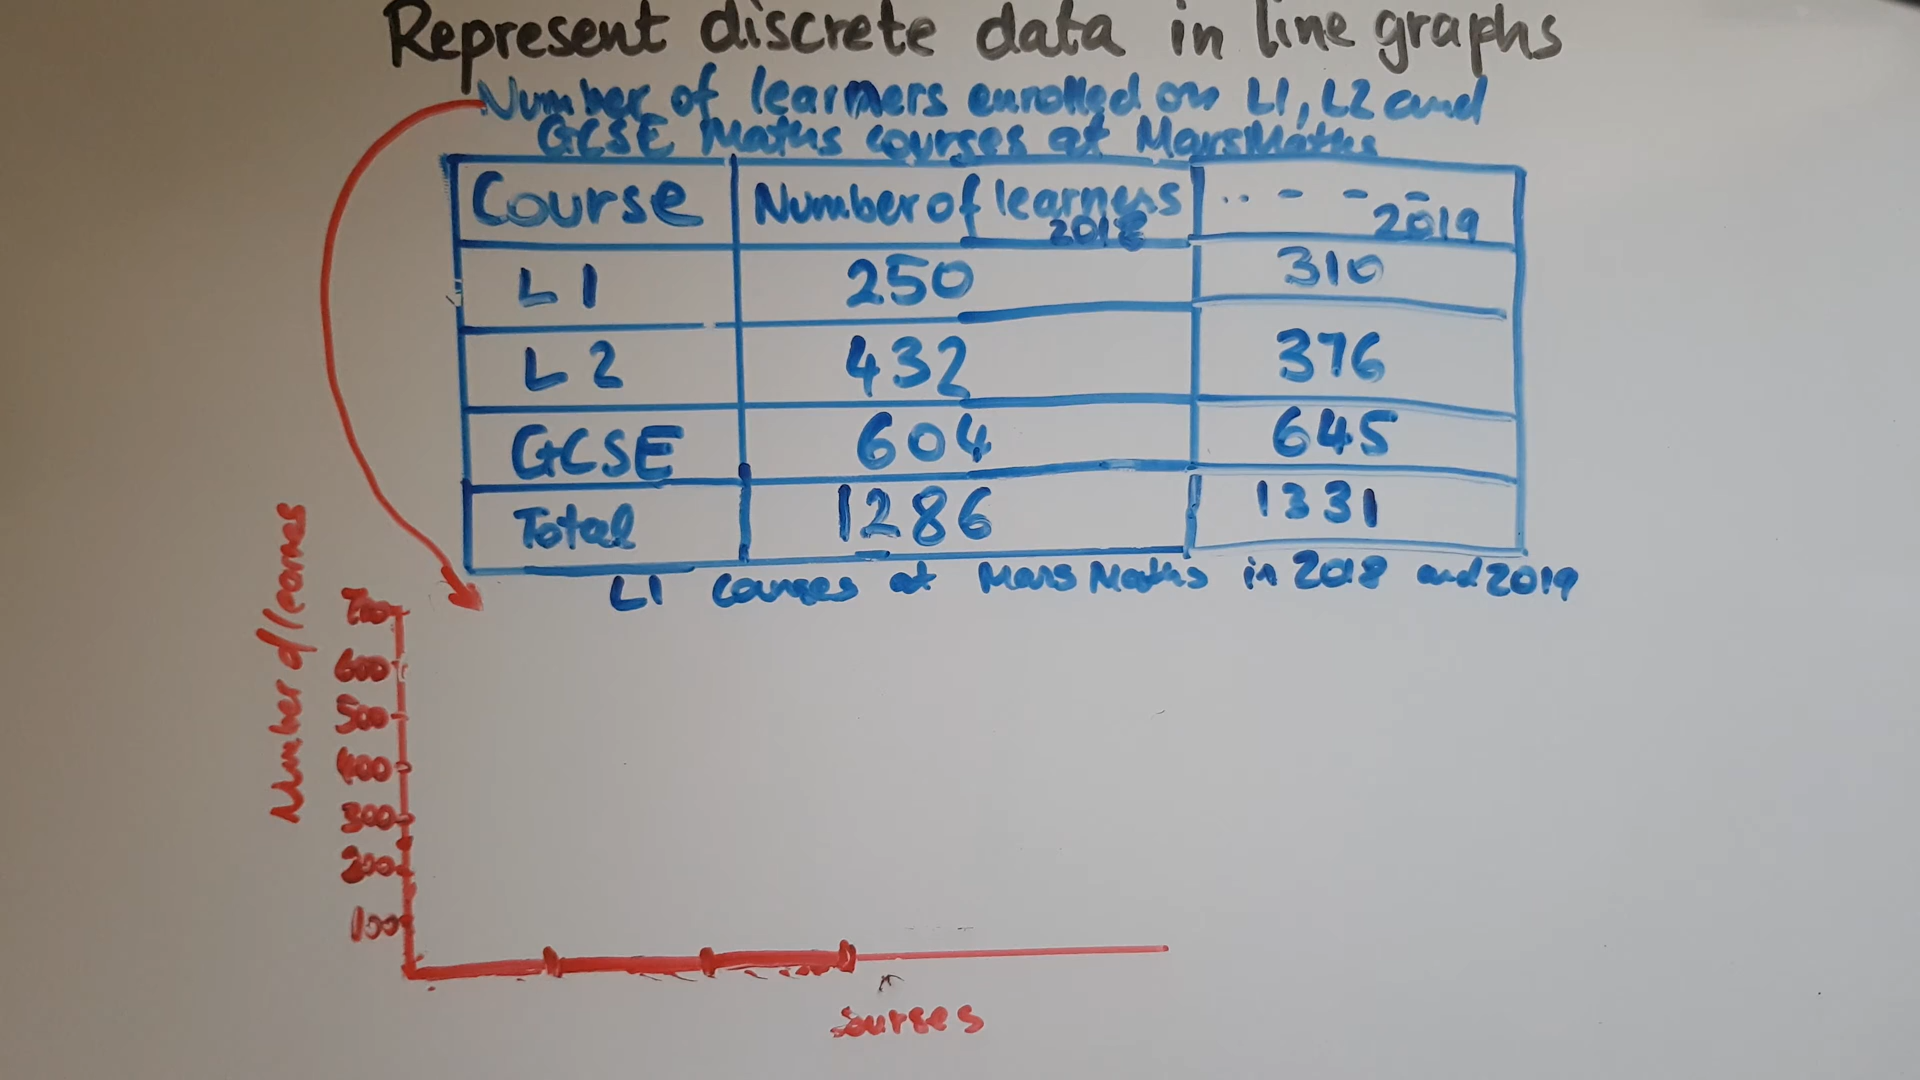 Represent discrete data in line graphs
Number of learners enrolled on L1, L2 and
GCSE Maths courses at MarsMaths
Course Number of learners 2018 .. - - - 2019
L1 250 310
L2 432 376
GCSE 604 645
Total 1286 1331
L1 courses at MarsMaths in 2018 and 2019
Number of learners
700
600
500
400
300
200
100
courses